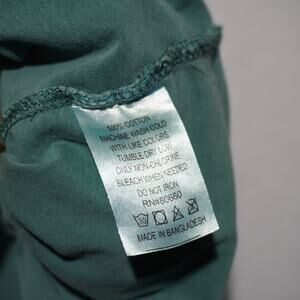 100% COTTON
MACHINE WASH COLD
WITH LIKE COLORS
TUMBLE DRY LOW
ONLY NON-CHLORINE
BLEACH WHEN NEEDED
DO NOT IRON
RN#60660
MADE IN BANGLADESH